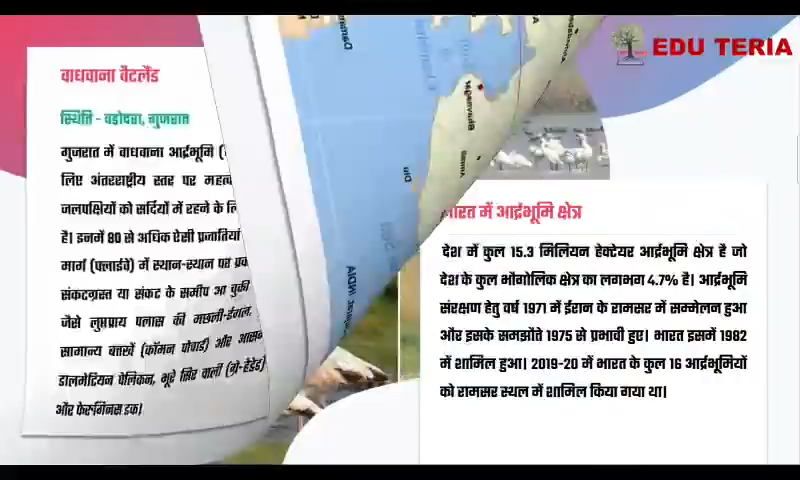 EDU TERIA
वाधवाना वैटलैंड
स्थिति - वडोदरा, गुजरात
गुजरात में वाधवाना आर्द्रभूमि
लिए अंतरराष्ट्रीय स्तर पर
जलपक्षियों को सर्दियों में रहने के
है। इनमें 80 से अधिक ऐसी प्रजातियां
मार्ग (फ्लाईवे) में स्थान-स्थान पर
संकटग्रस्त या संकट के समीप आ चुकी
जैसे लुप्तप्राय पलास की मछली-ईगल,
सामान्य बत्तखें (कॉमन पोचार्ड) और
डालमेटियन पेलिकन, भूरे सिर वाली (ग्रे-हेडेड)
और फेरुगिनस डक।
भारत में आर्द्रभूमि क्षेत्र
देश में कुल 15.3 मिलियन हेक्टेयर आर्द्रभूमि क्षेत्र है जो
देश के कुल भौगोलिक क्षेत्र का लगभग 4.7% है। आर्द्रभूमि
संरक्षण हेतु वर्ष 1971 में ईरान के रामसर में सम्मेलन हुआ
और इसके समझौते 1975 से प्रभावी हुए। भारत इसमें 1982
में शामिल हुआ। 2019-20 में भारत के कुल 16 आर्द्रभूमियों
को रामसर स्थल में शामिल किया गया था।
Bhavnagar
Diu